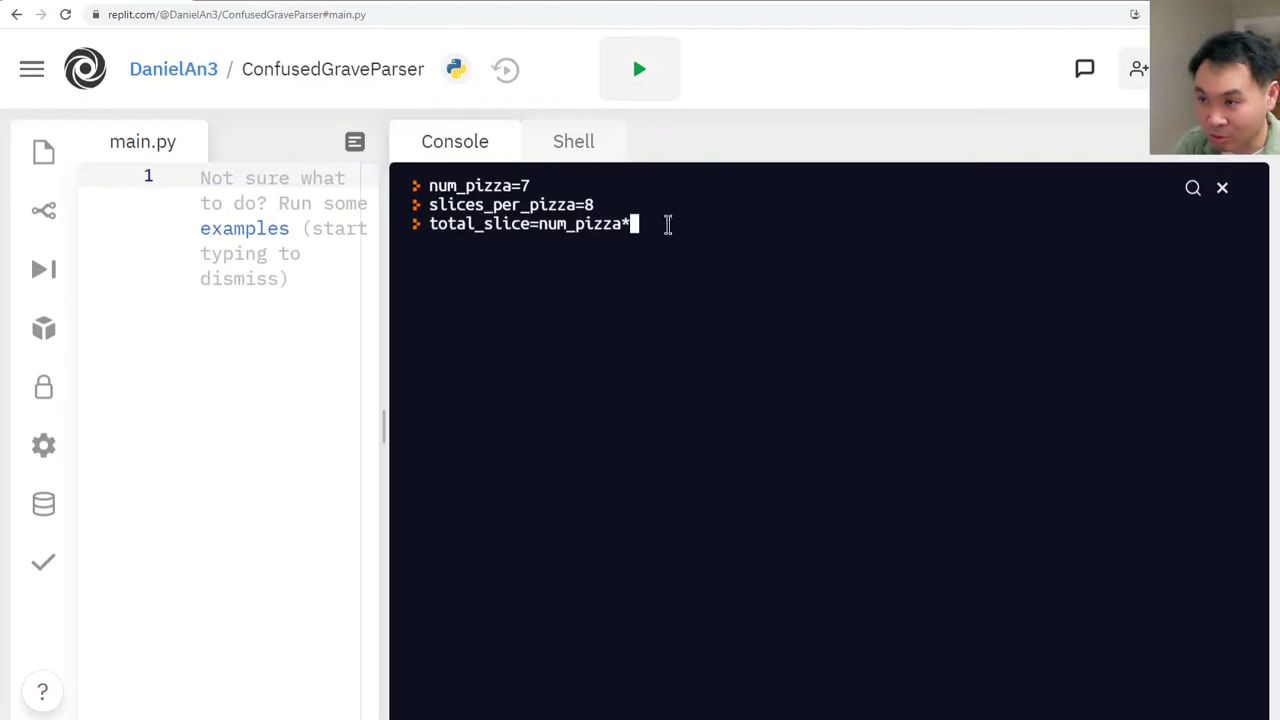 replit.com/@DanielAn3/ConfusedGraveParser#main.py
DanielAn3 / ConfusedGraveParser
main.py
Console
Shell
1
Not sure what
to do? Run some
examples (start
typing to
dismiss)
num_pizza=7
slices_per_pizza=8
total_slice=num_pizza*
?